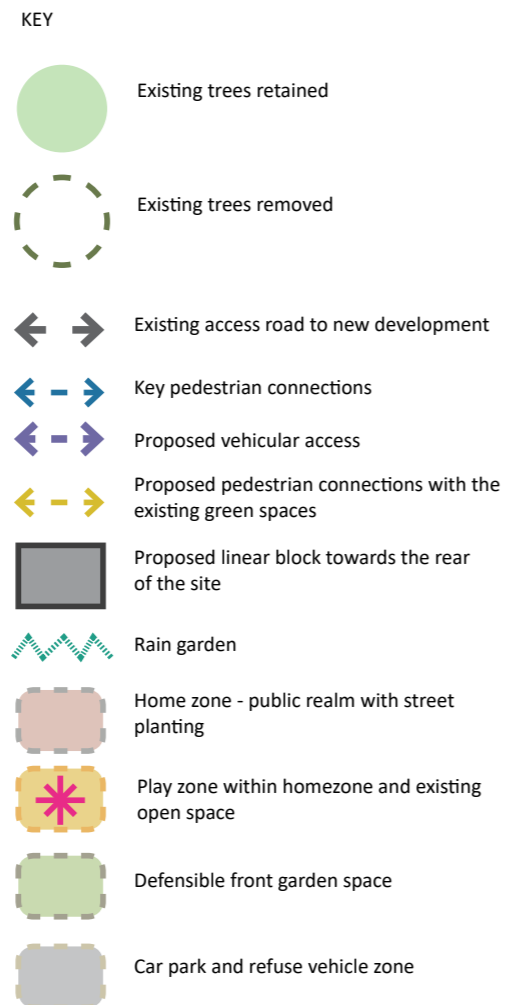 KEY
Existing trees retained
Existing trees removed
Existing access road to new development
Key pedestrian connections
Proposed vehicular access
Proposed pedestrian connections with the
existing green spaces
Proposed linear block towards the rear
of the site
Rain garden
Home zone - public realm with street
planting
Play zone within homezone and existing
open space
Defensible front garden space
Car park and refuse vehicle zone